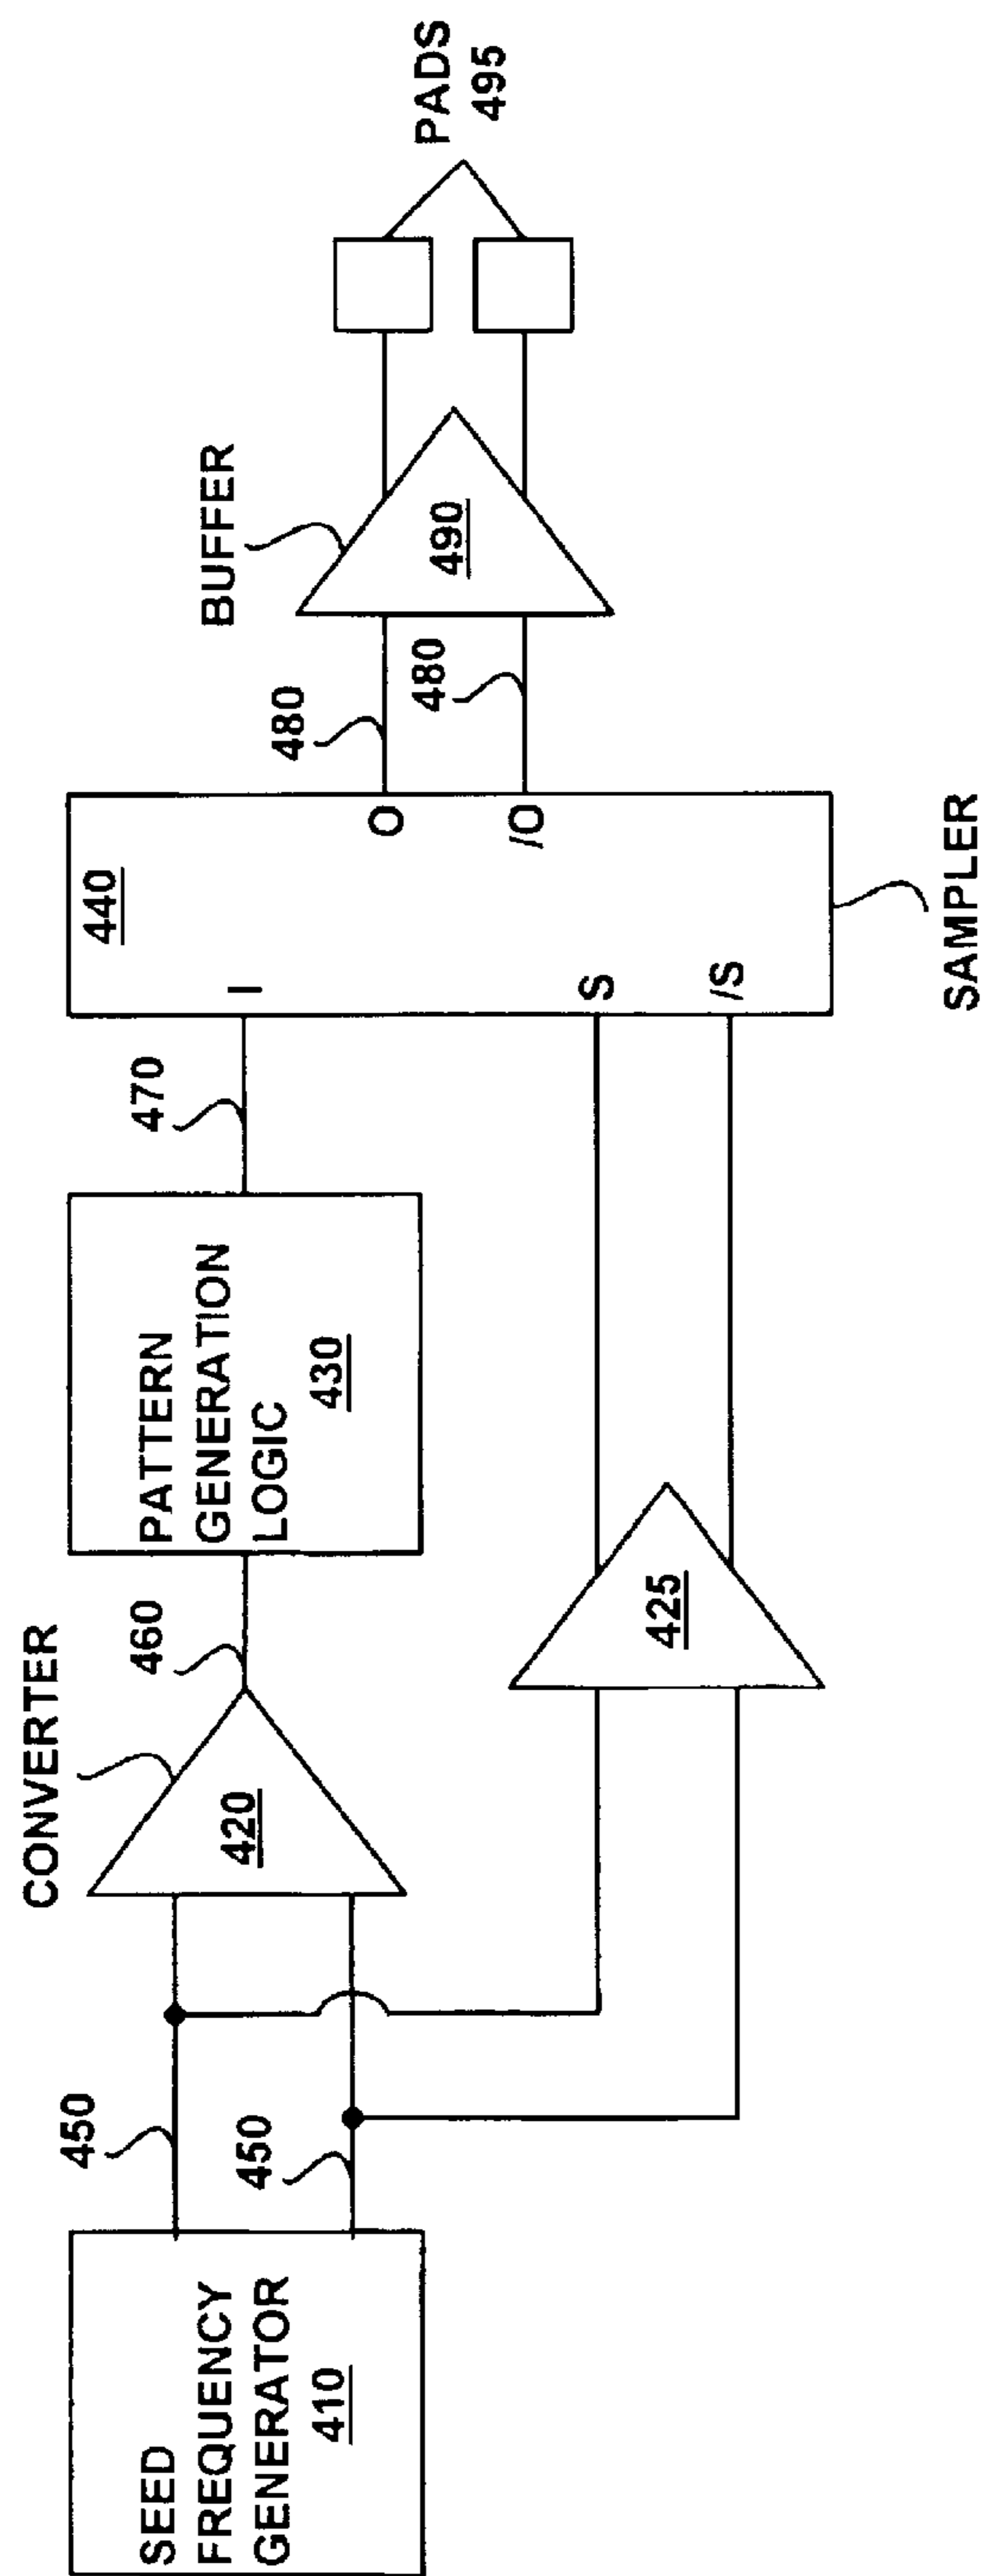 SEED
FREQUENCY
GENERATOR
410
450
450
CONVERTER
420
460
425
PATTERN
GENERATION
LOGIC
430
470
440
I
S
/S
O
/O
SAMPLER
480
480
BUFFER
490
PADS
495